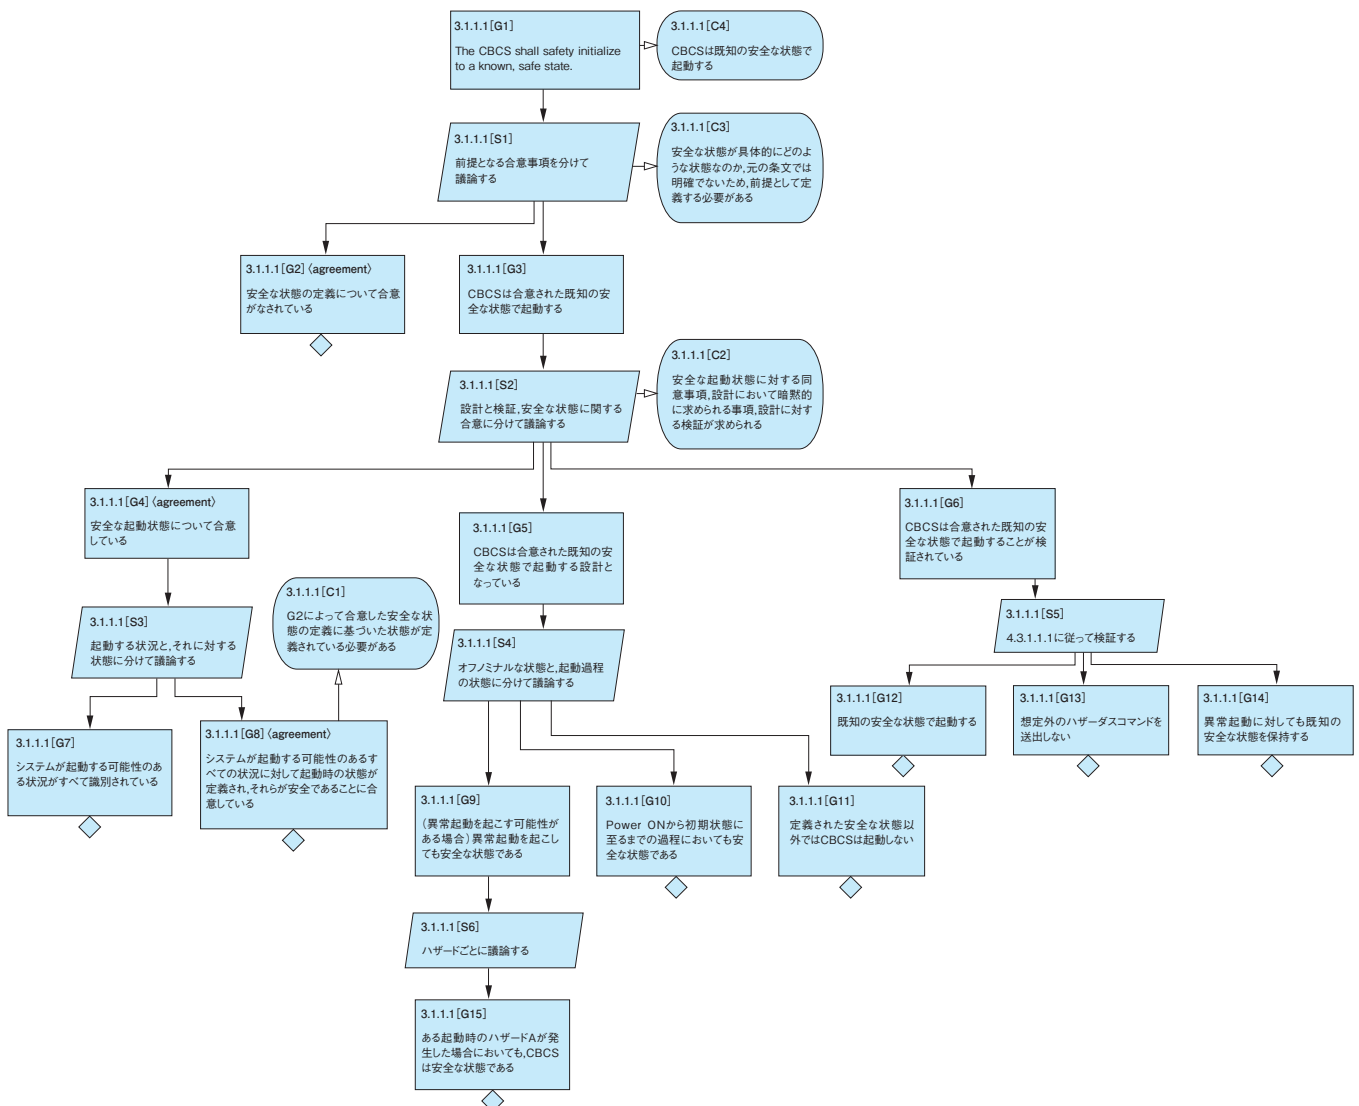 3.1.1.1[G1]
The CBCS shall safety initialize
to a known, safe state.
3.1.1.1[C4]
CBCSは既知の安全な状態で
起動する
3.1.1.1[S1]
前提となる合意事項を分けて
議論する
3.1.1.1[C3]
安全な状態が具体的にどのよ
うな状態なのか,元の条文では
明確でないため,前提として定
義する必要がある
3.1.1.1[G2]〈agreement〉
安全な状態の定義について合意
がなされている
3.1.1.1[G3]
CBCSは合意された既知の安
全な状態で起動する
3.1.1.1[S2]
設計と検証,安全な状態に関する
合意に分けて議論する
3.1.1.1[C2]
安全な起動状態に対する同
意事項,設計において暗黙的
に求められる事項,設計に対す
る検証が求められる
3.1.1.1[G4]〈agreement〉
安全な起動状態について合意
している
3.1.1.1[G5]
CBCSは合意された既知の安
全な状態で起動する設計と
なっている
3.1.1.1[G6]
CBCSは合意された既知の安
全な状態で起動することが検
証されている
3.1.1.1[S3]
起動する状況と,それに対する
状態に分けて議論する
3.1.1.1[C1]
G2によって合意した安全な状
態の定義に基づいた状態が定
義されている必要がある
3.1.1.1[S4]
オフノミナルな状態と,起動過程
の状態に分けて議論する
3.1.1.1[S5]
4.3.1.1.1に従って検証する
3.1.1.1[G7]
システムが起動する可能性のあ
る状況がすべて識別されている
3.1.1.1[G8]〈agreement〉
システムが起動する可能性のあるす
べての状況に対して起動時の状態が
定義され,それらが安全であることに合
意している
3.1.1.1[G12]
既知の安全な状態で起動する
3.1.1.1[G13]
想定外のハザーダスコマンドを
送出しない
3.1.1.1[G14]
異常起動に対しても既知の
安全な状態を保持する
3.1.1.1[G9]
(異常起動を起こす可能性が
ある場合)異常起動を起こし
ても安全な状態である
3.1.1.1[G10]
Power ONから初期状態に
至るまでの過程においても安
全な状態である
3.1.1.1[G11]
定義された安全な状態以
外ではCBCSは起動しない
3.1.1.1[S6]
ハザードごとに議論する
3.1.1.1[G15]
ある起動時のハザードAが発
生した場合においても,CBCS
は安全な状態である